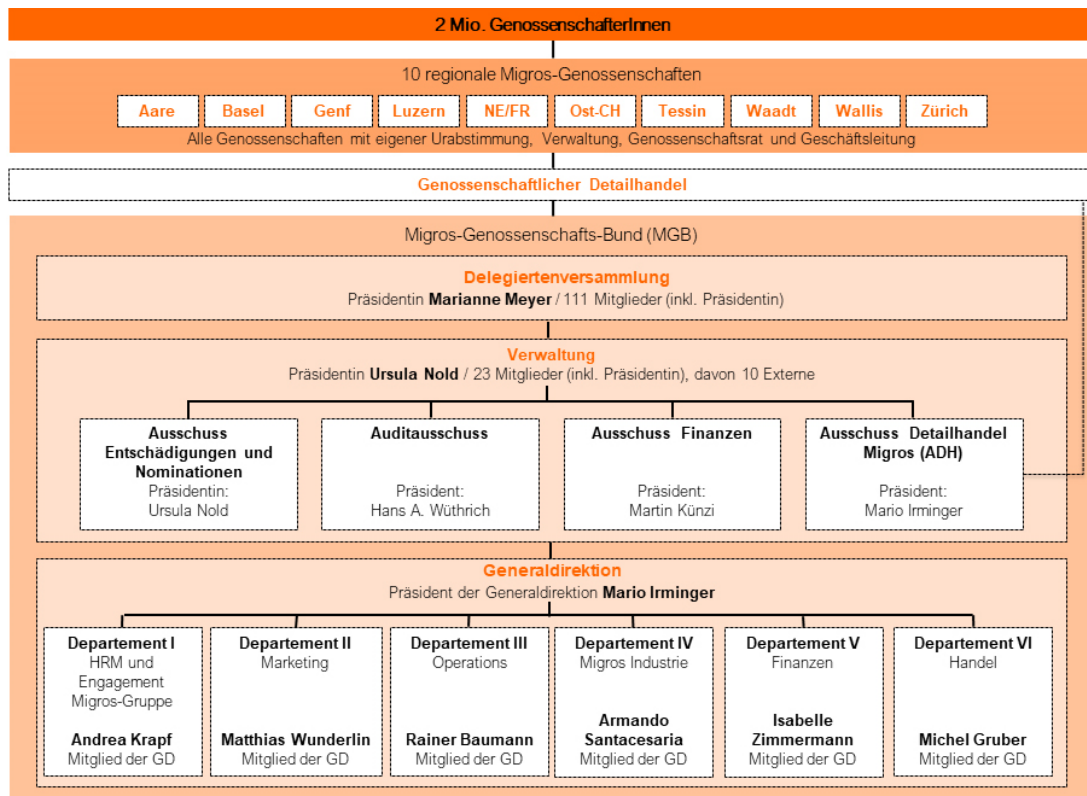 2 Mio. GenossenschafterInnen
10 regionale Migros-Genossenschaften
Aare Basel Genf Luzern NE/FR Ost-CH Tessin Waadt Wallis Zürich
Alle Genossenschaften mit eigener Urabstimmung, Verwaltung, Genossenschaftsrat und Geschäftsleitung
Genossenschaftlicher Detailhandel
Migros-Genossenschafts-Bund (MGB)
Delegiertenversammlung
Präsidentin Marianne Meyer / 111 Mitglieder (inkl. Präsidentin)
Verwaltung
Präsidentin Ursula Nold / 23 Mitglieder (inkl. Präsidentin), davon 10 Externe
Ausschuss
Entschädigungen und
Nominationen
Präsidentin:
Ursula Nold
Auditausschuss
Präsident:
Hans A. Wüthrich
Ausschuss Finanzen
Präsident:
Martin Künzi
Ausschuss Detailhandel
Migros (ADH)
Präsident:
Mario Irminger
Generaldirektion
Präsident der Generaldirektion Mario Irminger
Departement I
HRM und
Engagement
Migros-Gruppe
Andrea Krapf
Mitglied der GD
Departement II
Marketing
Matthias Wunderlin
Mitglied der GD
Departement III
Operations
Rainer Baumann
Mitglied der GD
Departement IV
Migros Industrie
Armando
Santacesaria
Mitglied der GD
Departement V
Finanzen
Isabelle
Zimmermann
Mitglied der GD
Departement VI
Handel
Michel Gruber
Mitglied der GD